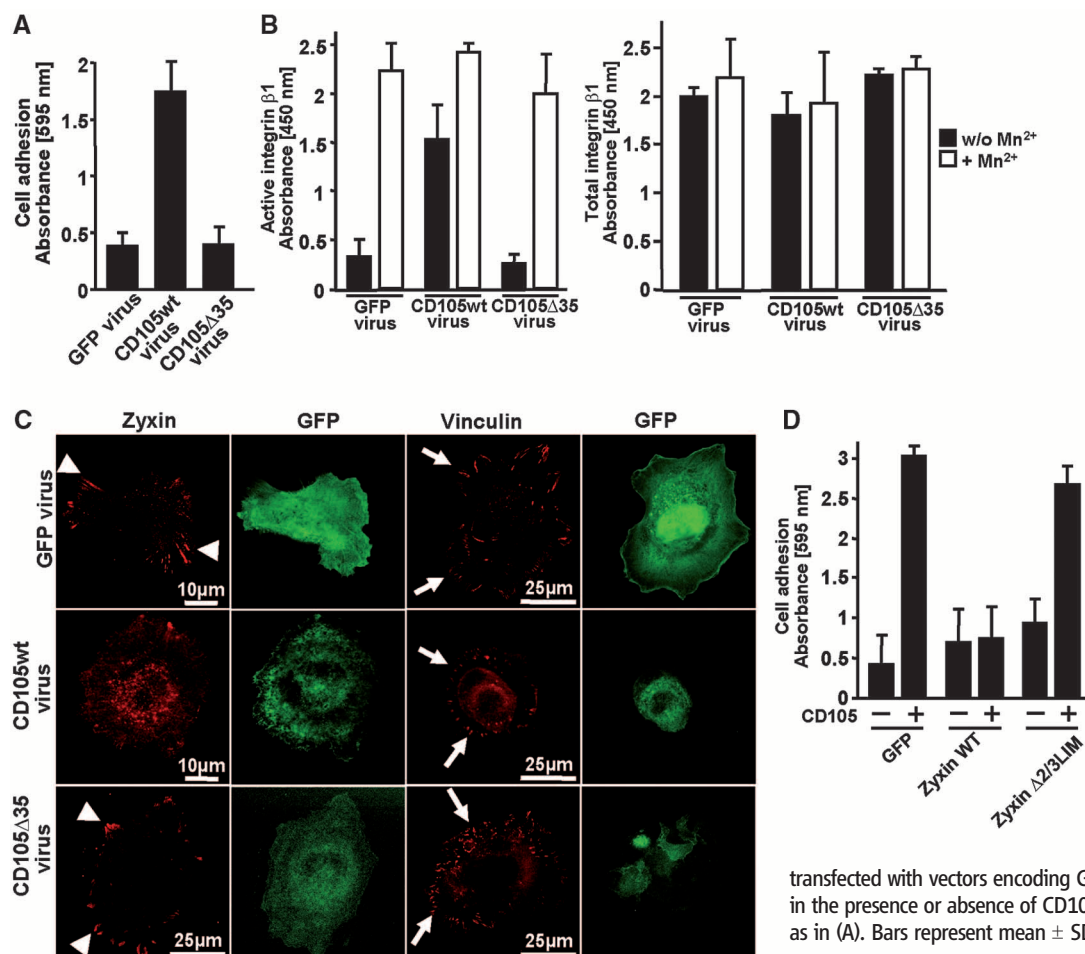 A
Cell adhesion
Absorbance [595 nm]
2
1.5
1
0.5
0
GFP virus
CD105wt
virus
CD105Δ35
virus
B
Active integrin β1
Absorbance [450 nm]
2.5
2
1.5
1
0.5
0
GFP
virus
CD105wt
virus
CD105Δ35
virus
Total integrin β1
Absorbance [450 nm]
2.5
2
1.5
1
0.5
0
GFP
virus
CD105wt
virus
CD105Δ35
virus
w/o Mn²⁺
+ Mn²⁺
C
Zyxin
GFP
Vinculin
GFP
GFP virus
10µm
25µm
CD105wt
virus
10µm
25µm
CD105Δ35
virus
25µm
25µm
D
Cell adhesion
Absorbance [595 nm]
3
2.5
2
1.5
1
0.5
0
CD105 − + − + − +
GFP
Zyxin WT
Zyxin Δ2/3LIM
transfected with vectors encoding G
in the presence or absence of CD10
as in (A). Bars represent mean ± SD